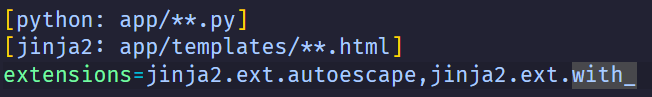 [python: app/**.py]
[jinja2: app/templates/**.html]
extensions=jinja2.ext.autoescape,jinja2.ext.with_